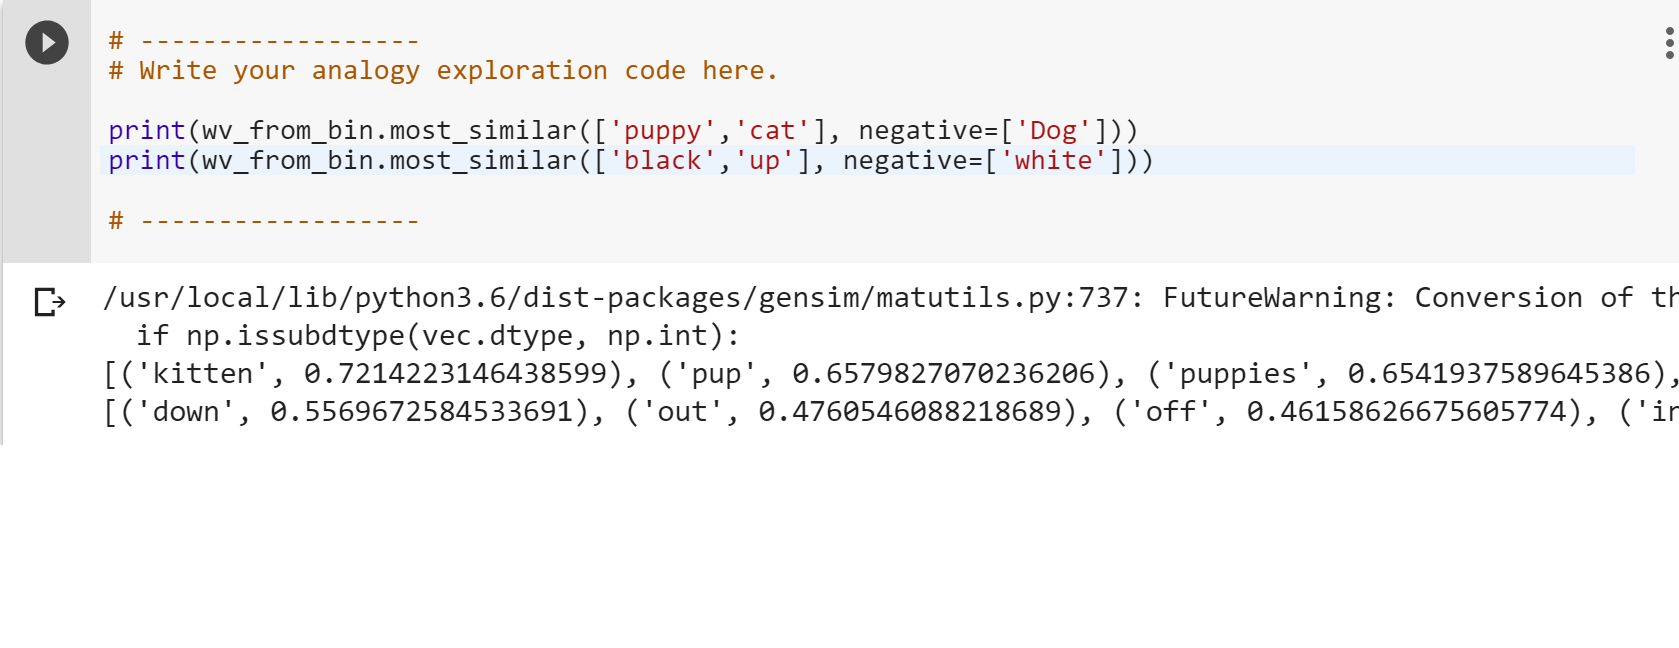 # ------------------
# Write your analogy exploration code here.
print(wv_from_bin.most_similar(['puppy','cat'], negative=['Dog']))
print(wv_from_bin.most_similar(['black','up'], negative=['white']))
# ------------------
/usr/local/lib/python3.6/dist-packages/gensim/matutils.py:737: FutureWarning: Conversion of th
if np.issubdtype(vec.dtype, np.int):
[('kitten', 0.7214223146438599), ('pup', 0.6579827070236206), ('puppies', 0.6541937589645386),
[('down', 0.5569672584533691), ('out', 0.4760546088218689), ('off', 0.46158626675605774), ('in